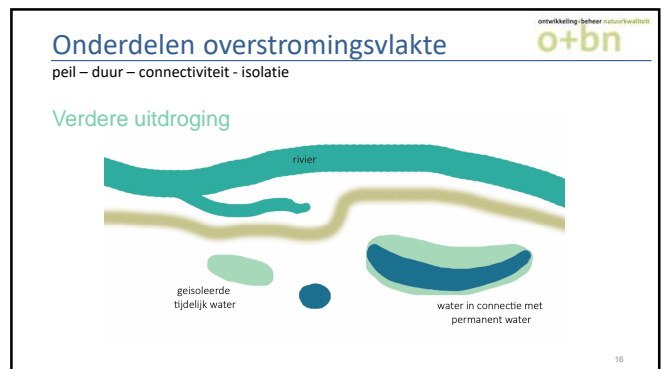 ontwikkeling+beheer natuurkwaliteit
o+bn
Onderdelen overstromingsvlakte
peil – duur – connectiviteit - isolatie
Verdere uitdroging
rivier
geisoleerde
tijdelijk water
water in connectie met
permanent water
16